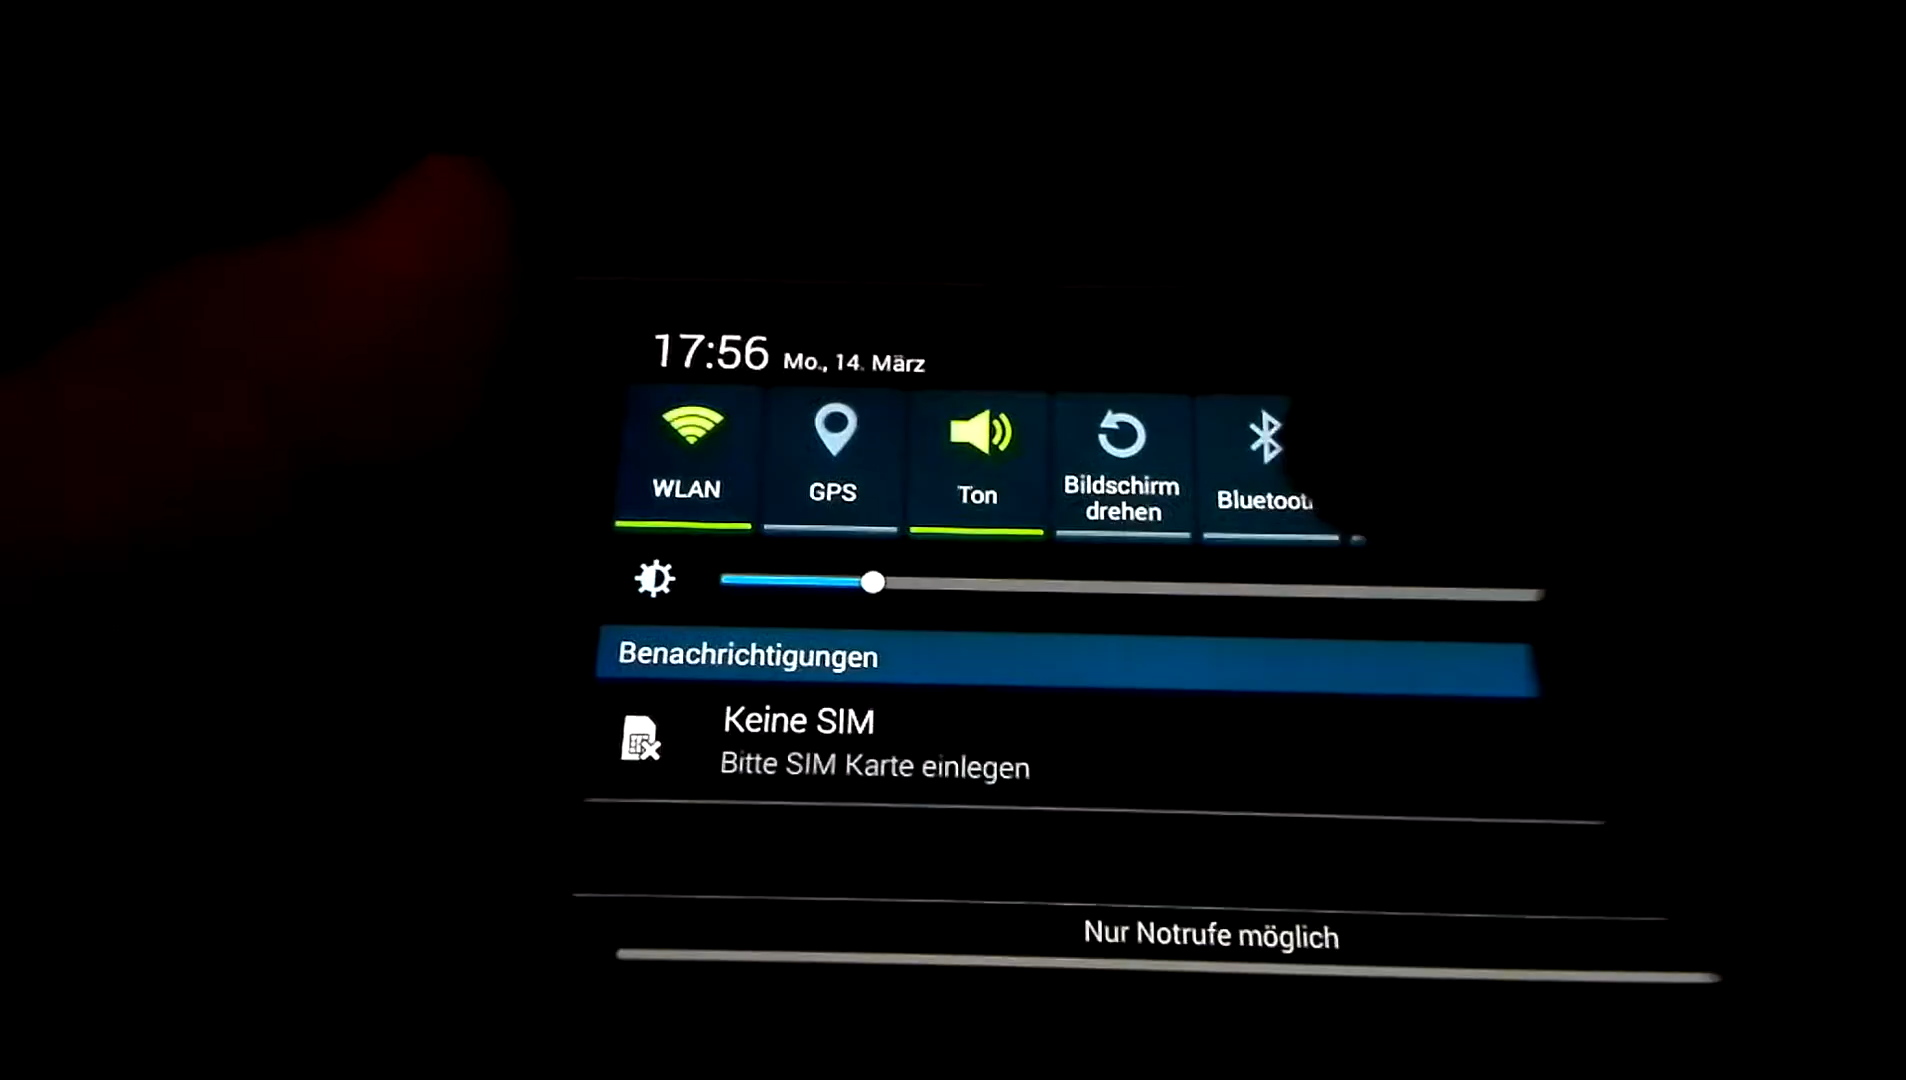 17:56 Mo., 14. März
WLAN
GPS
Ton
Bildschirm
drehen
Benachrichtigungen
Keine SIM
Bitte SIM Karte einlegen
Nur Notrufe möglich